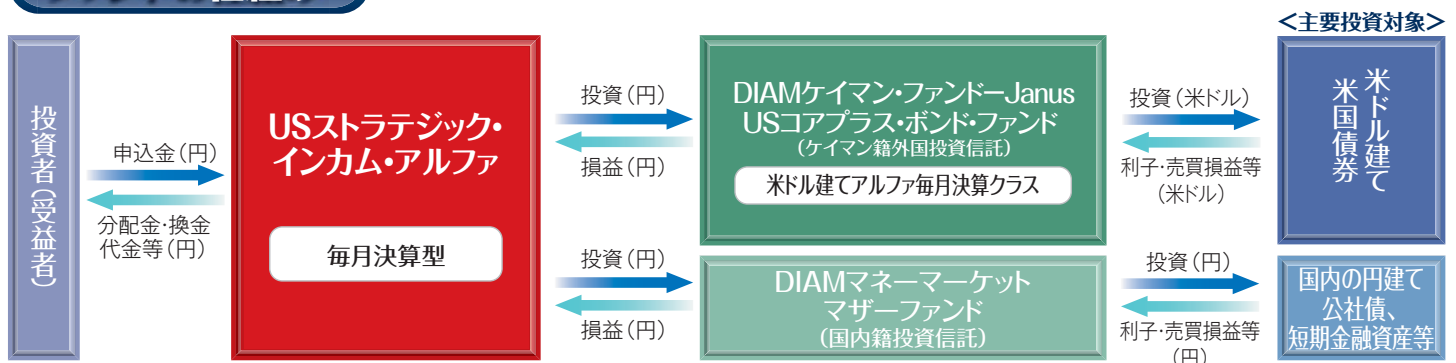 <主要投資対象>
投資者(受益者)
申込金(円)
分配金・換金
代金等(円)
USストラテジック・
インカム・アルファ
毎月決算型
投資(円)
損益(円)
DIAMケイマン・ファンドーJanus
USコアプラス・ボンド・ファンド
(ケイマン籍外国投資信託)
米ドル建てアルファ毎月決算クラス
投資(米ドル)
利子・売買損益等
(米ドル)
米ドル建て
米国債券
投資(円)
損益(円)
DIAMマネーマーケット
マザーファンド
(国内籍投資信託)
投資(円)
利子・売買損益等
(円)
国内の円建て
公社債、
短期金融資産等